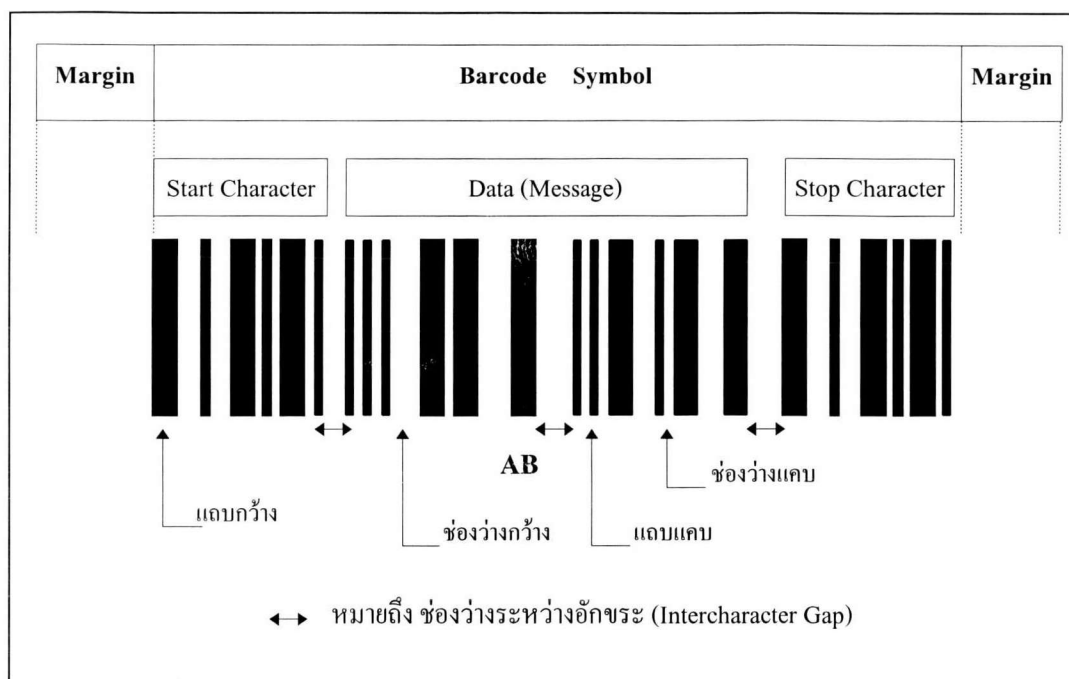 Margin Barcode Symbol Margin
Start Character Data (Message) Stop Character
AB
ช่องว่างแคบ
แถบกว้าง
ช่องว่างกว้าง แถบแคบ
หมายถึง ช่องว่างระหว่างอักขระ (Intercharacter Gap)